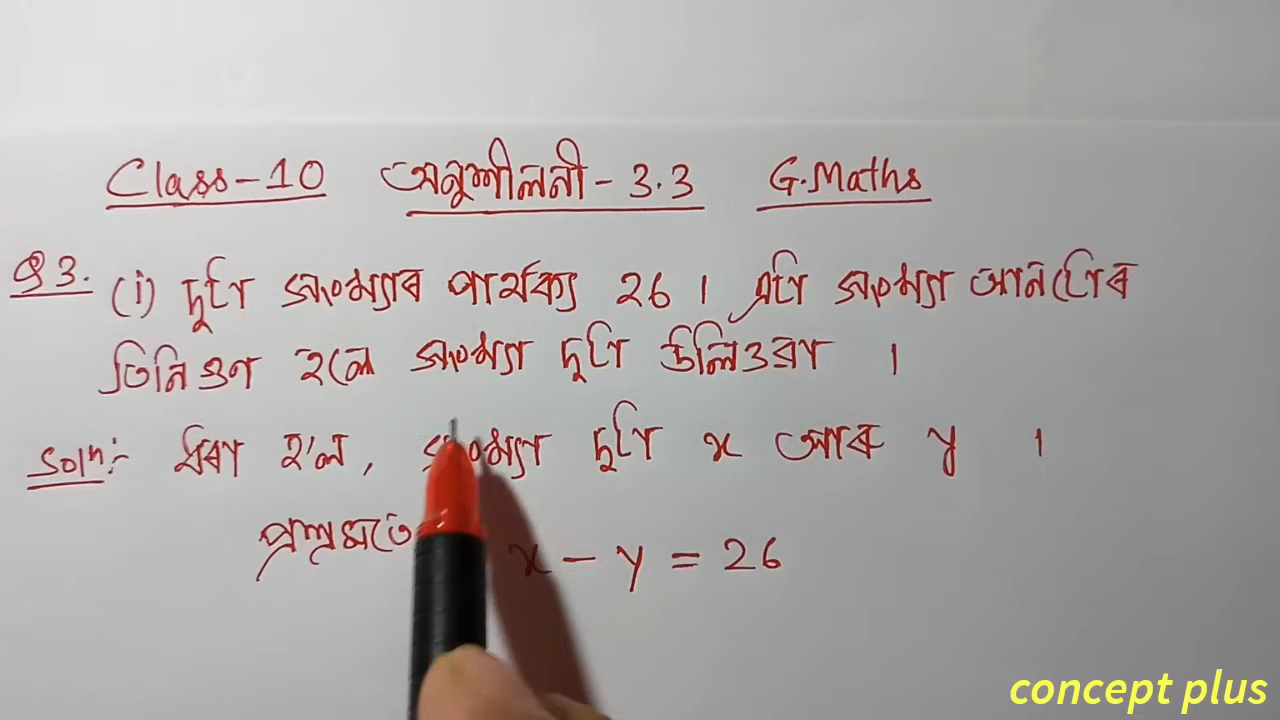 Class-10 অনুশীলনী-3.3 G.Maths
Q3. (i) দুটা সংখ্যাৰ পাৰ্থক্য 26 । এটা সংখ্যা আনটোৰ
তিনিগুণ হলে সংখ্যা দুটা উলিওৱা ।
Soln:- ধৰা হ'ল, সংখ্যা দুটা x আৰু y ।
প্ৰশ্নমতে x - y = 26
concept plus